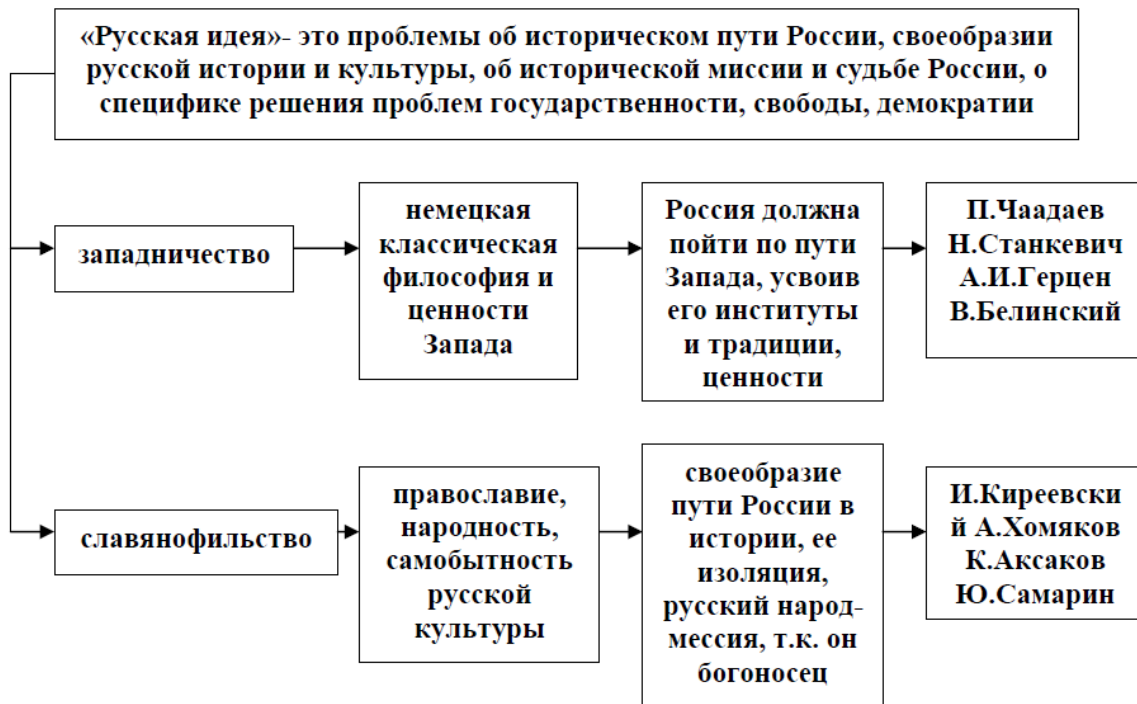 «Русская идея»- это проблемы об историческом пути России, своеобразии
русской истории и культуры, об исторической миссии и судьбе России, о
специфике решения проблем государственности, свободы, демократии
западничество
немецкая
классическая
философия и
ценности
Запада
Россия должна
пойти по пути
Запада, усвоив
его институты
и традиции,
ценности
П.Чаадаев
Н.Станкевич
А.И.Герцен
В.Белинский
славянофильство
православие,
народность,
самобытность
русской
культуры
своеобразие
пути России в
истории, ее
изоляция,
русский народ-
мессия, т.к. он
богоносец
И.Киреевски
й А.Хомяков
К.Аксаков
Ю.Самарин